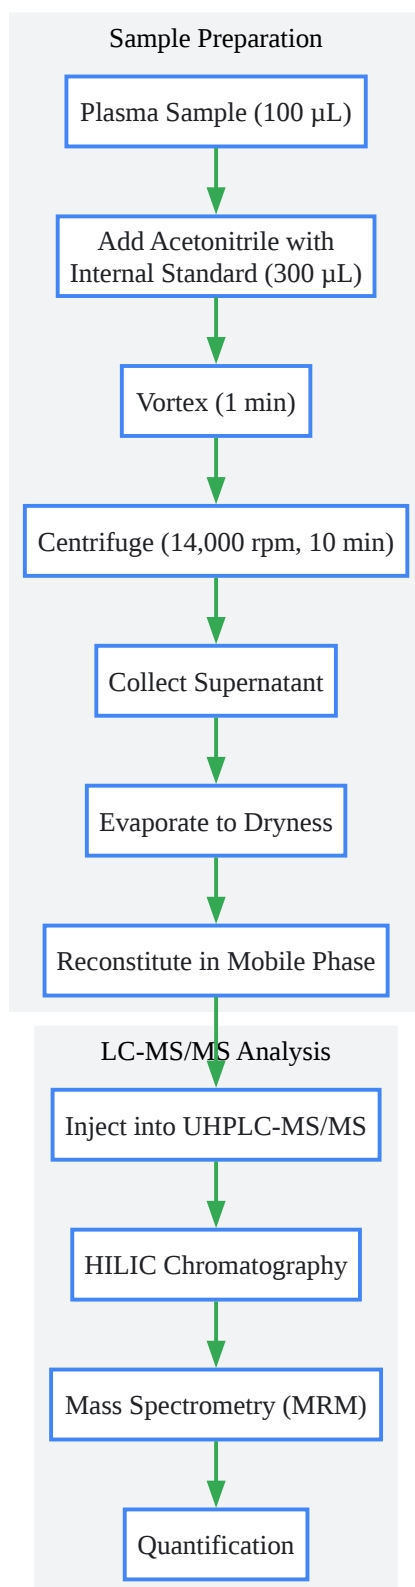 Sample Preparation
Plasma Sample (100 µL)
Add Acetonitrile with
Internal Standard (300 µL)
Vortex (1 min)
Centrifuge (14,000 rpm, 10 min)
Collect Supernatant
Evaporate to Dryness
Reconstitute in Mobile Phase
LC-MS/MS Analysis
Inject into UHPLC-MS/MS
HILIC Chromatography
Mass Spectrometry (MRM)
Quantification